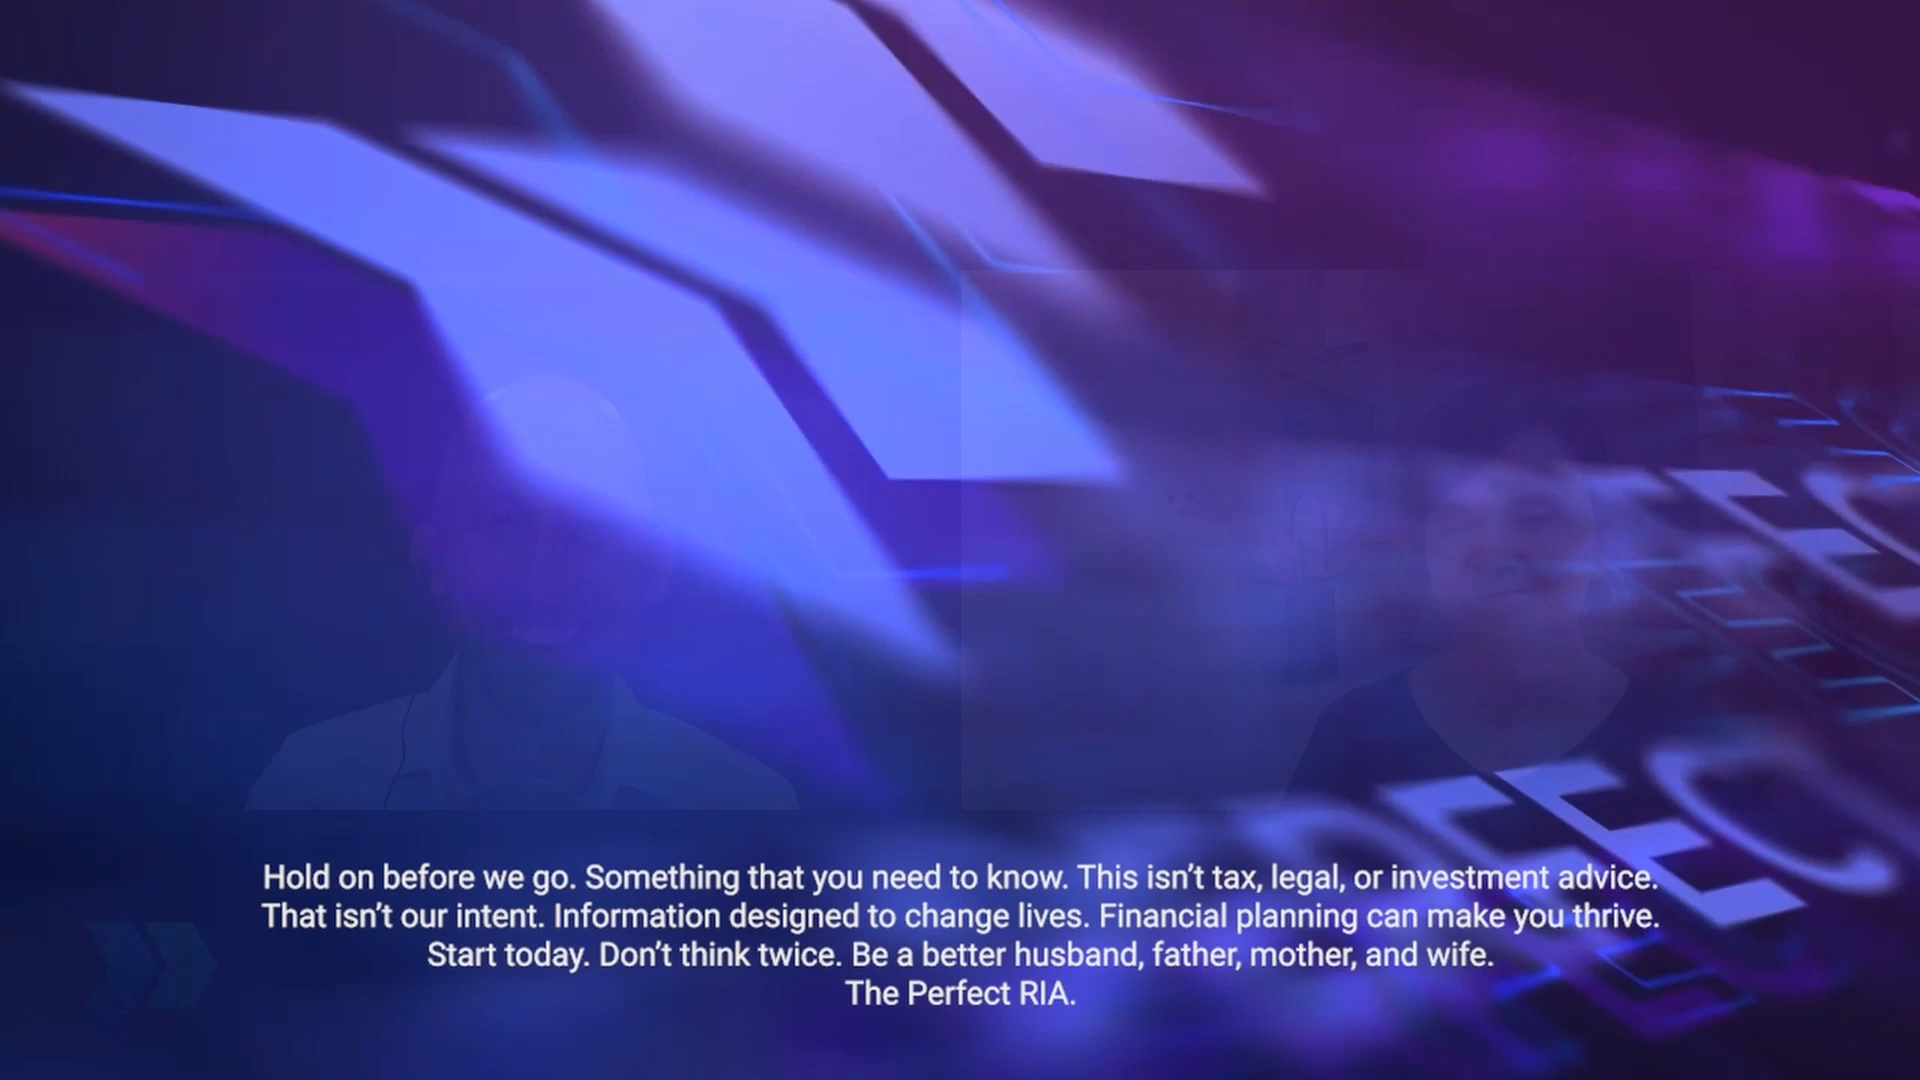 Hold on before we go. Something that you need to know. This isn’t tax, legal, or investment advice.
That isn’t our intent. Information designed to change lives. Financial planning can make you thrive.
Start today. Don’t think twice. Be a better husband, father, mother, and wife.
The Perfect RIA.